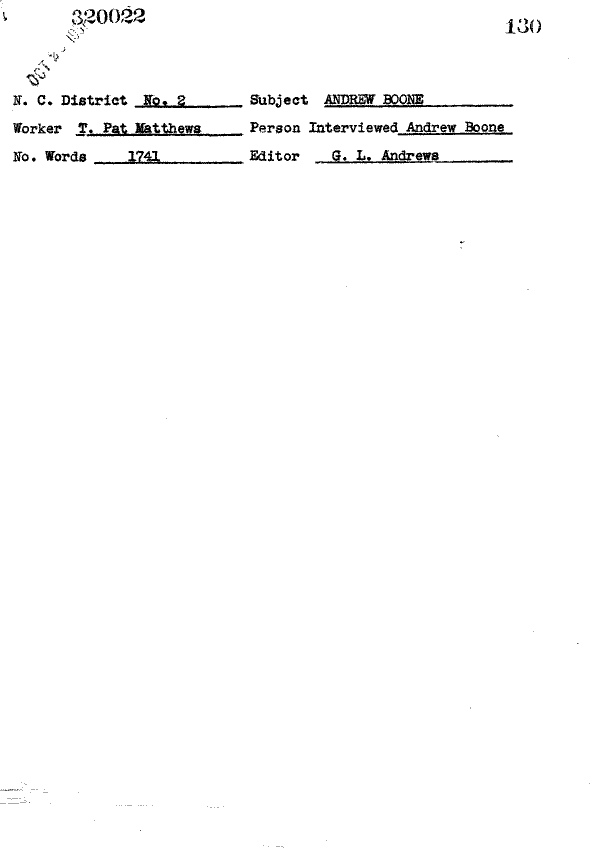 320022
130
OCT
N. C. District No. 2 Subject ANDREW BOONE
Worker T. Pat Matthews Person Interviewed Andrew Boone
No. Words 1741 Editor G. L. Andrews